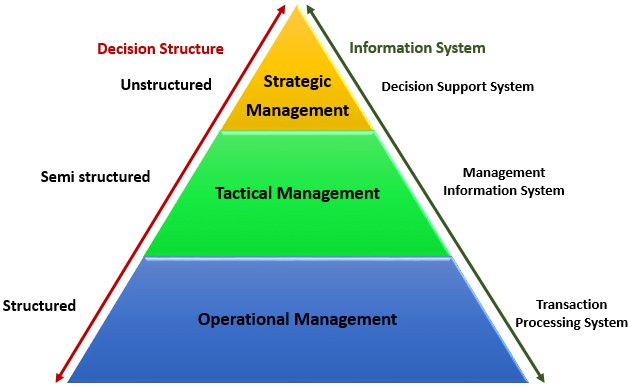 Decision Structure
Information System
Unstructured
Strategic
Management
Decision Support System
Semi structured
Tactical Management
Management
Information System
Structured
Operational Management
Transaction
Processing System